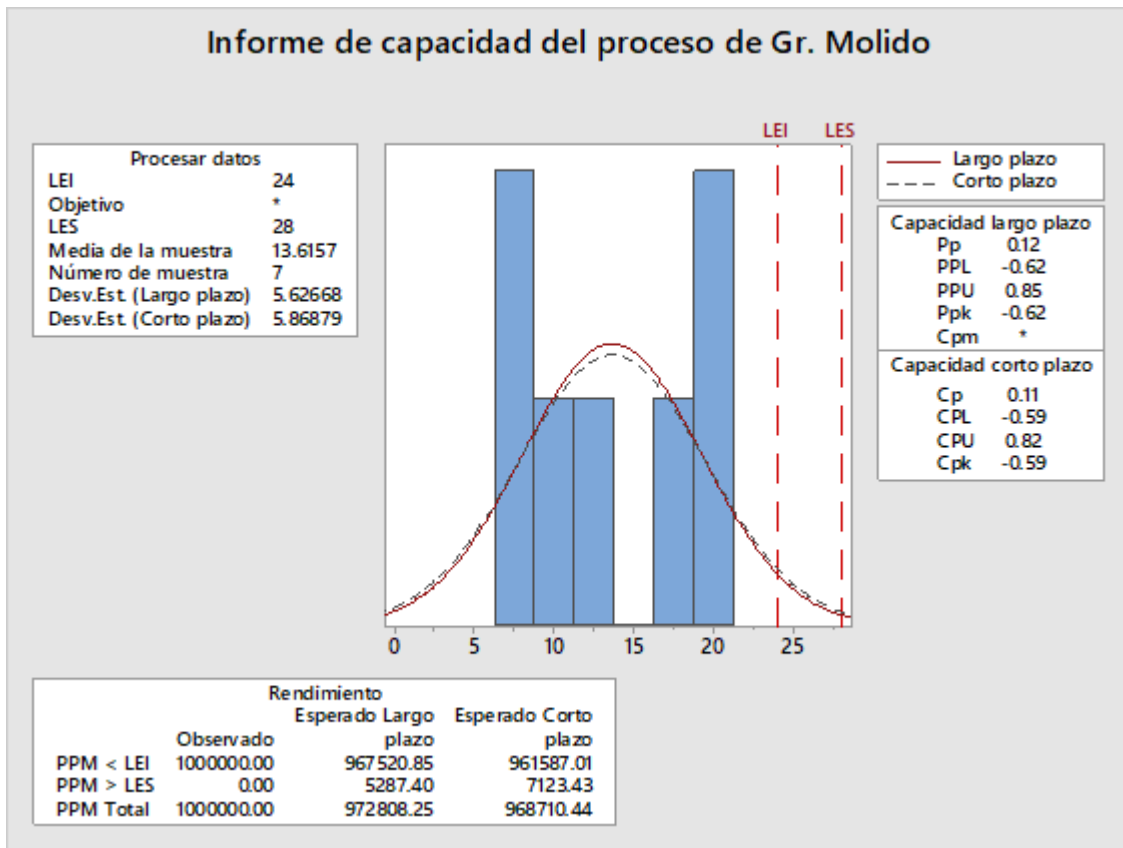 Informe de capacidad del proceso de Gr. Molido
LEI LES
Procesar datos
LEI 24
Objetivo *
LES 28
Media de la muestra 13.6157
Número de muestra 7
Desv.Est. (Largo plazo) 5.62668
Desv.Est. (Corto plazo) 5.86879
Largo plazo
Corto plazo
Capacidad largo plazo
Pp 0.12
PPL -0.62
PPU 0.85
Ppk -0.62
Cpm *
Capacidad corto plazo
Cp 0.11
CPL -0.59
CPU 0.82
Cpk -0.59
0 5 10 15 20 25
Rendimiento
Esperado Largo Esperado Corto
Observado plazo plazo
PPM < LEI 1000000.00 967520.85 961587.01
PPM > LES 0.00 5287.40 7123.43
PPM Total 1000000.00 972808.25 968710.44